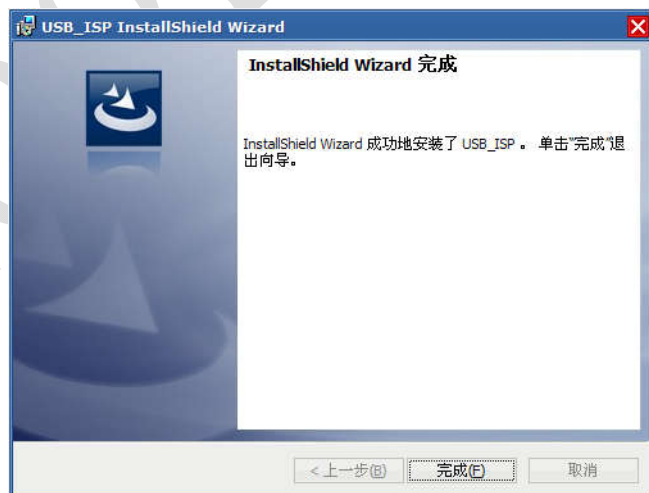 USB_ISP InstallShield Wizard
InstallShield Wizard 完成
InstallShield Wizard 成功地安装了 USB_ISP 。 单击"完成"退
出向导。
<上一步(B)
完成(F)
取消